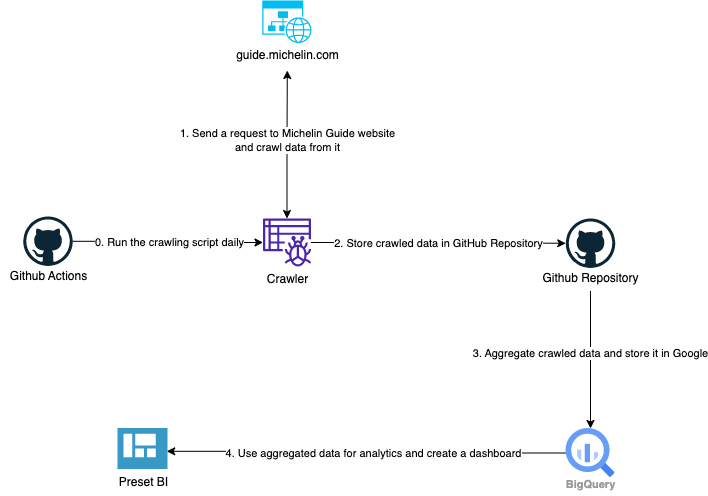 guide.michelin.com
1. Send a request to Michelin Guide website
and crawl data from it
0. Run the crawling script daily
2. Store crawled data in GitHub Repository
Github Actions
Crawler
Github Repository
3. Aggregate crawled data and store it in Google
4. Use aggregated data for analytics and create a dashboard
Preset BI
BigQuery